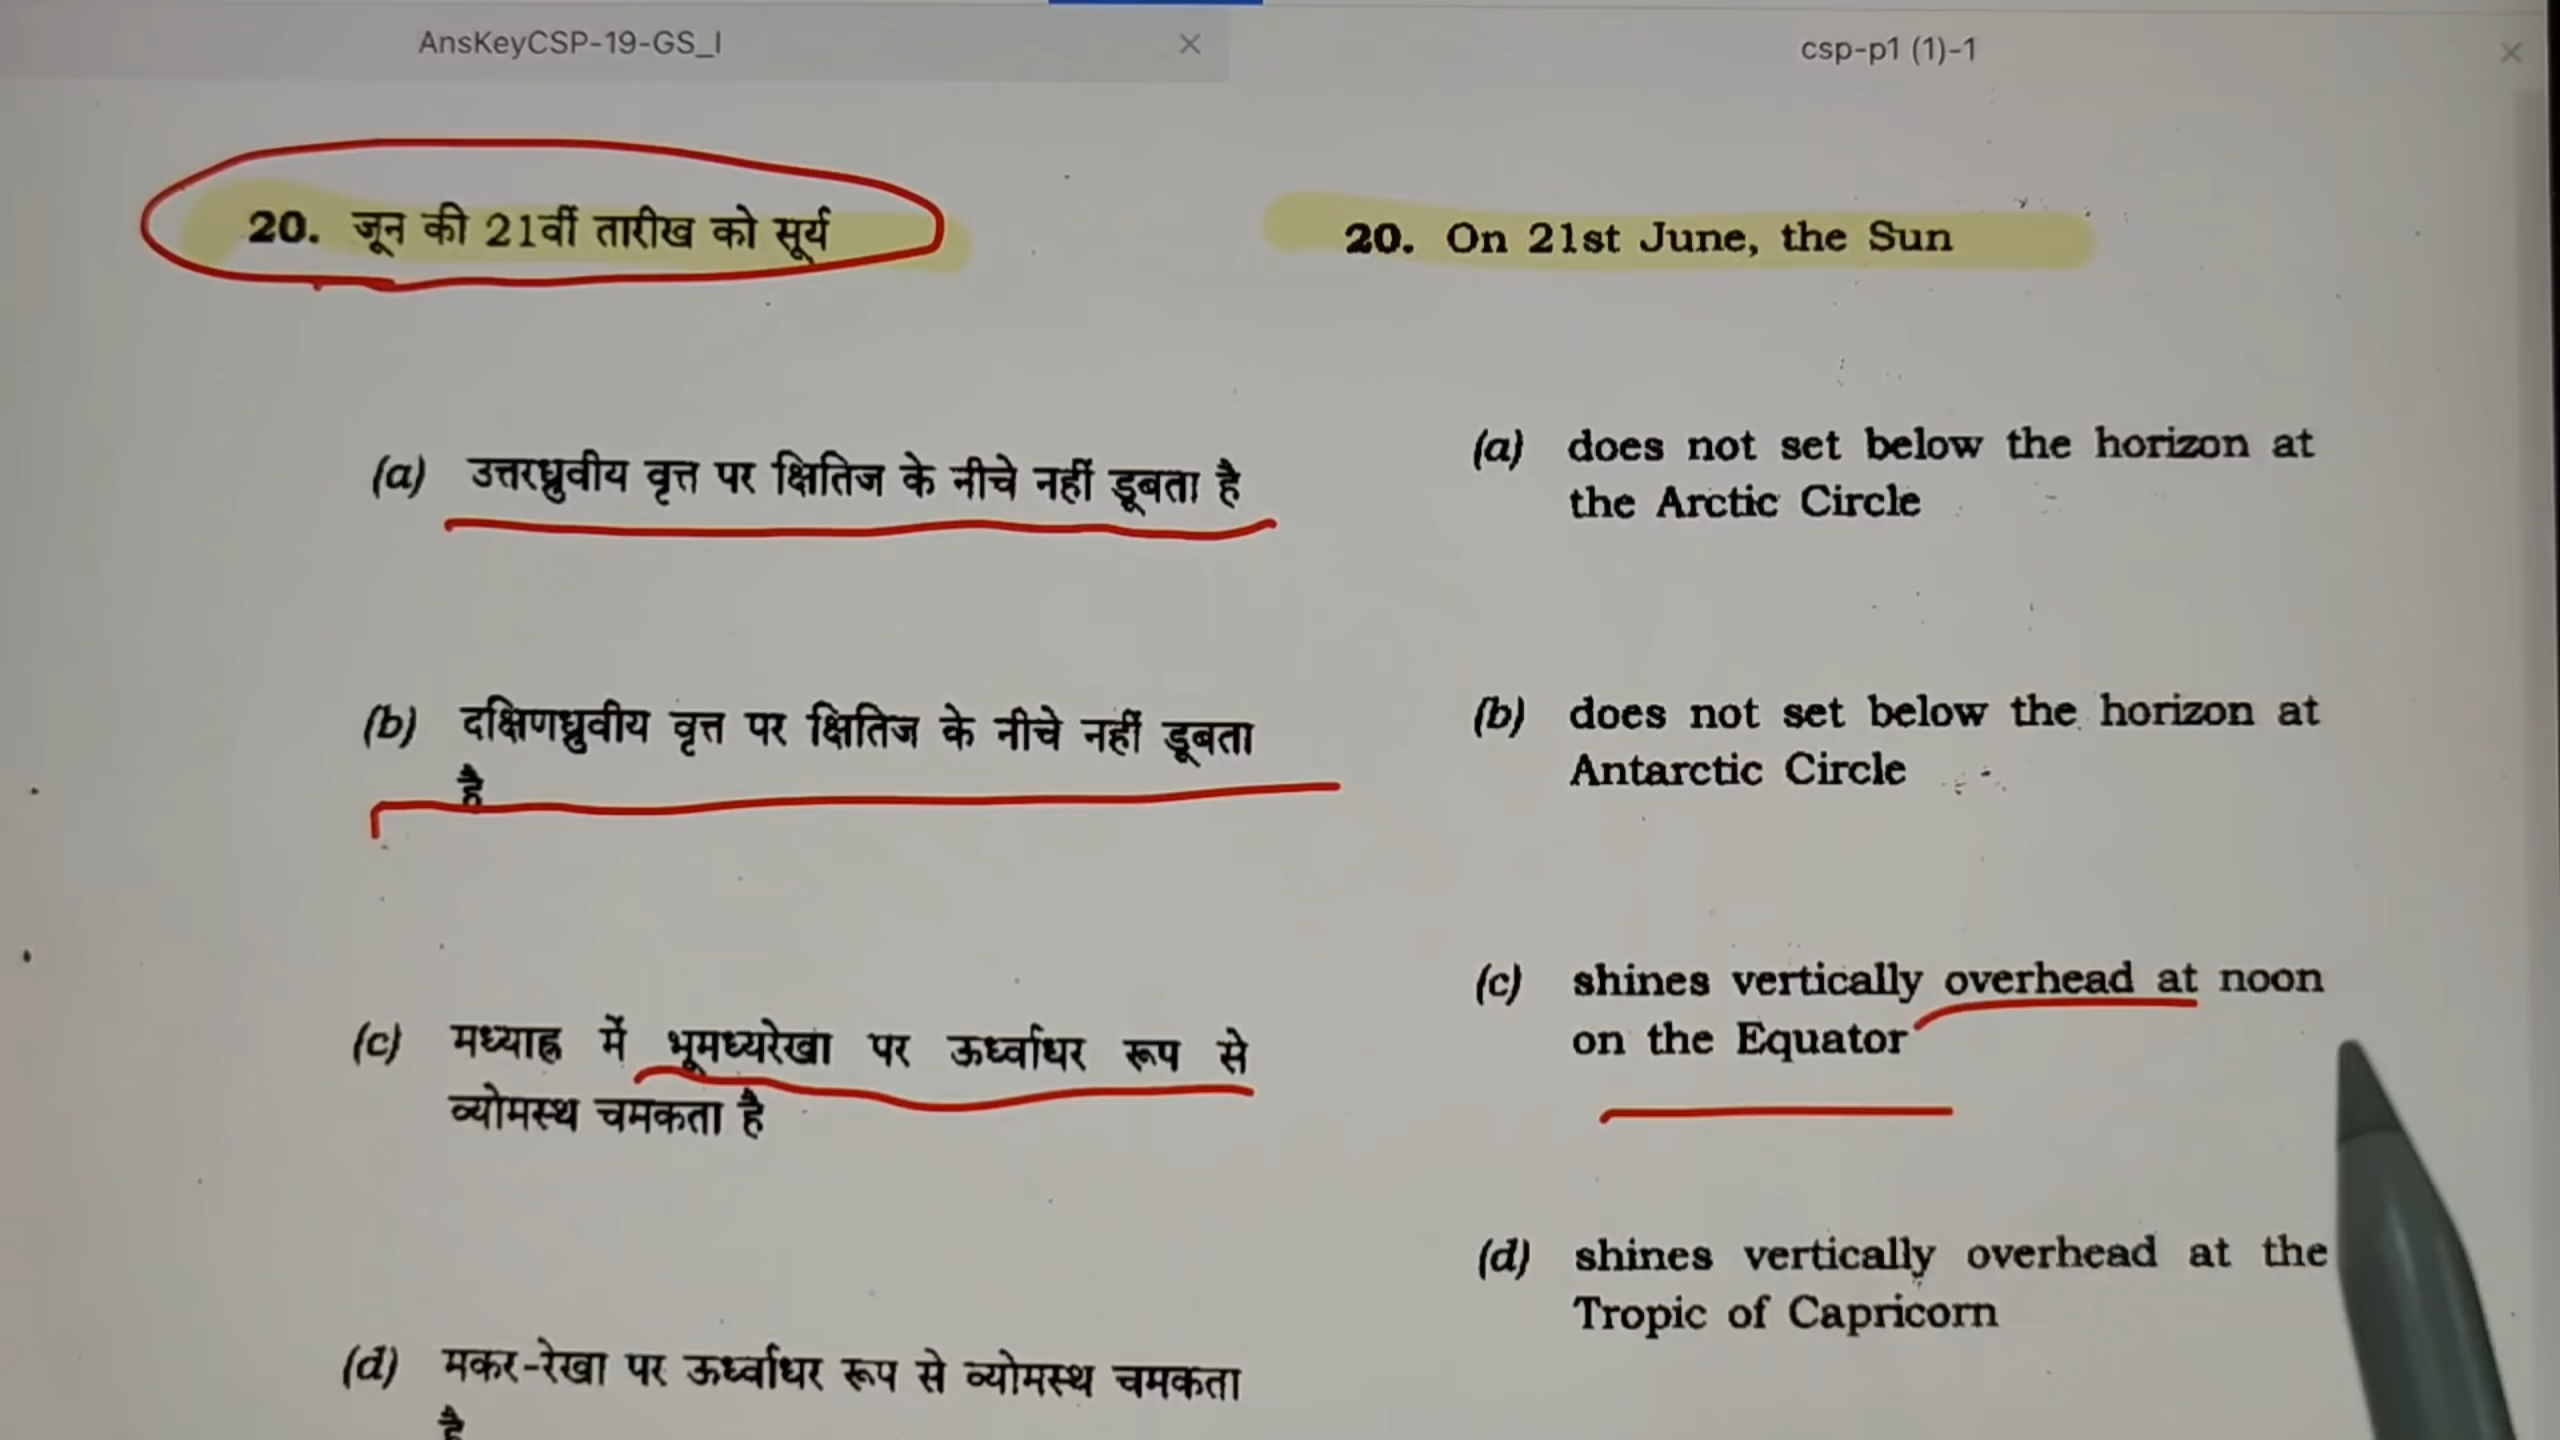 AnsKeyCSP-19-GS_I
csp-p1 (1)-1
20. जून की 21वीं तारीख को सूर्य
(a) उत्तरध्रुवीय वृत्त पर क्षितिज के नीचे नहीं डूबता है
(b) दक्षिणध्रुवीय वृत्त पर क्षितिज के नीचे नहीं डूबता
है
(c) मध्याह्न में भूमध्यरेखा पर ऊर्ध्वाधर रूप से
व्योमस्थ चमकता है
(d) मकर-रेखा पर ऊर्ध्वाधर रूप से व्योमस्थ चमकता
है
20. On 21st June, the Sun
(a) does not set below the horizon at
the Arctic Circle
(b) does not set below the horizon at
Antarctic Circle
(c) shines vertically overhead at noon
on the Equator
(d) shines vertically overhead at the
Tropic of Capricorn